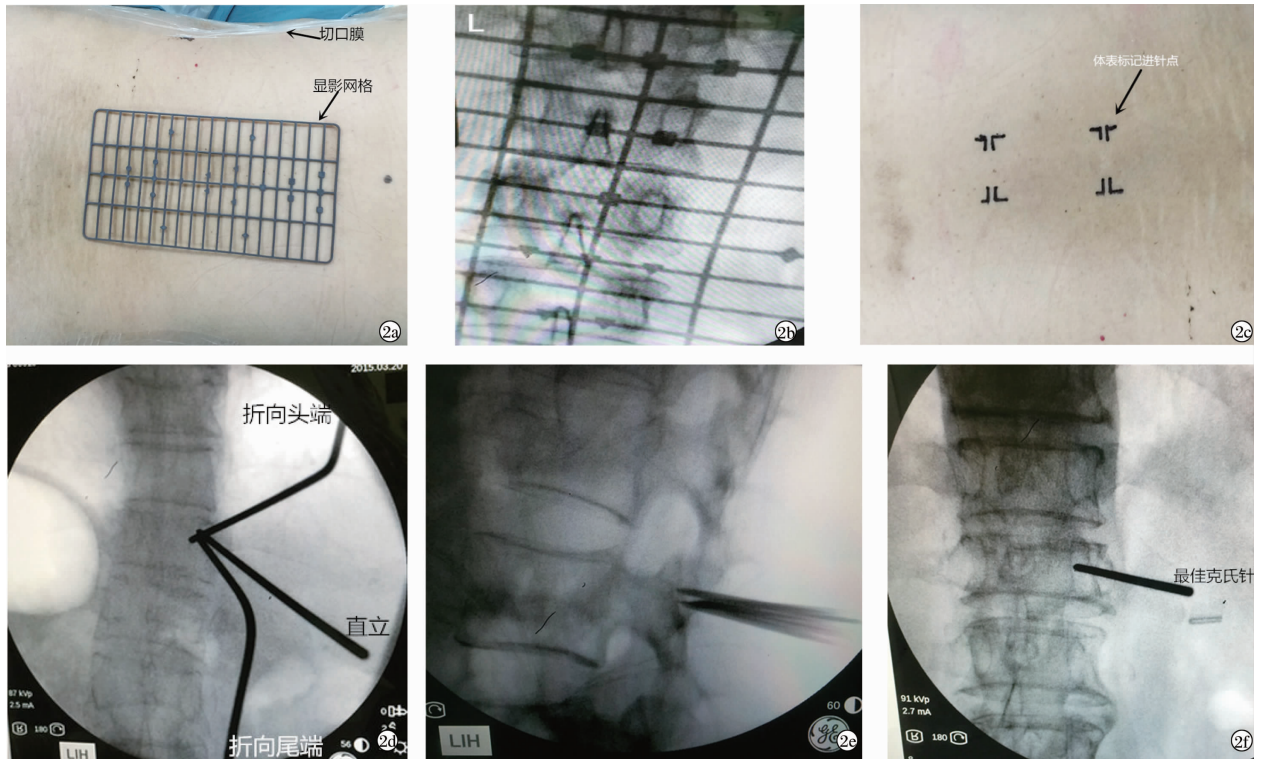 切口膜
显影网格
2a
L
2b
体表标记进针点
2c
2015.03.20
折向头端
直立
折向尾端
87 kVp
2.5 mA
R
180
LIH
56
2d
60
LIH
GE
2e
最佳克氏针
91 kVp
2.7 mA
R
180
2f